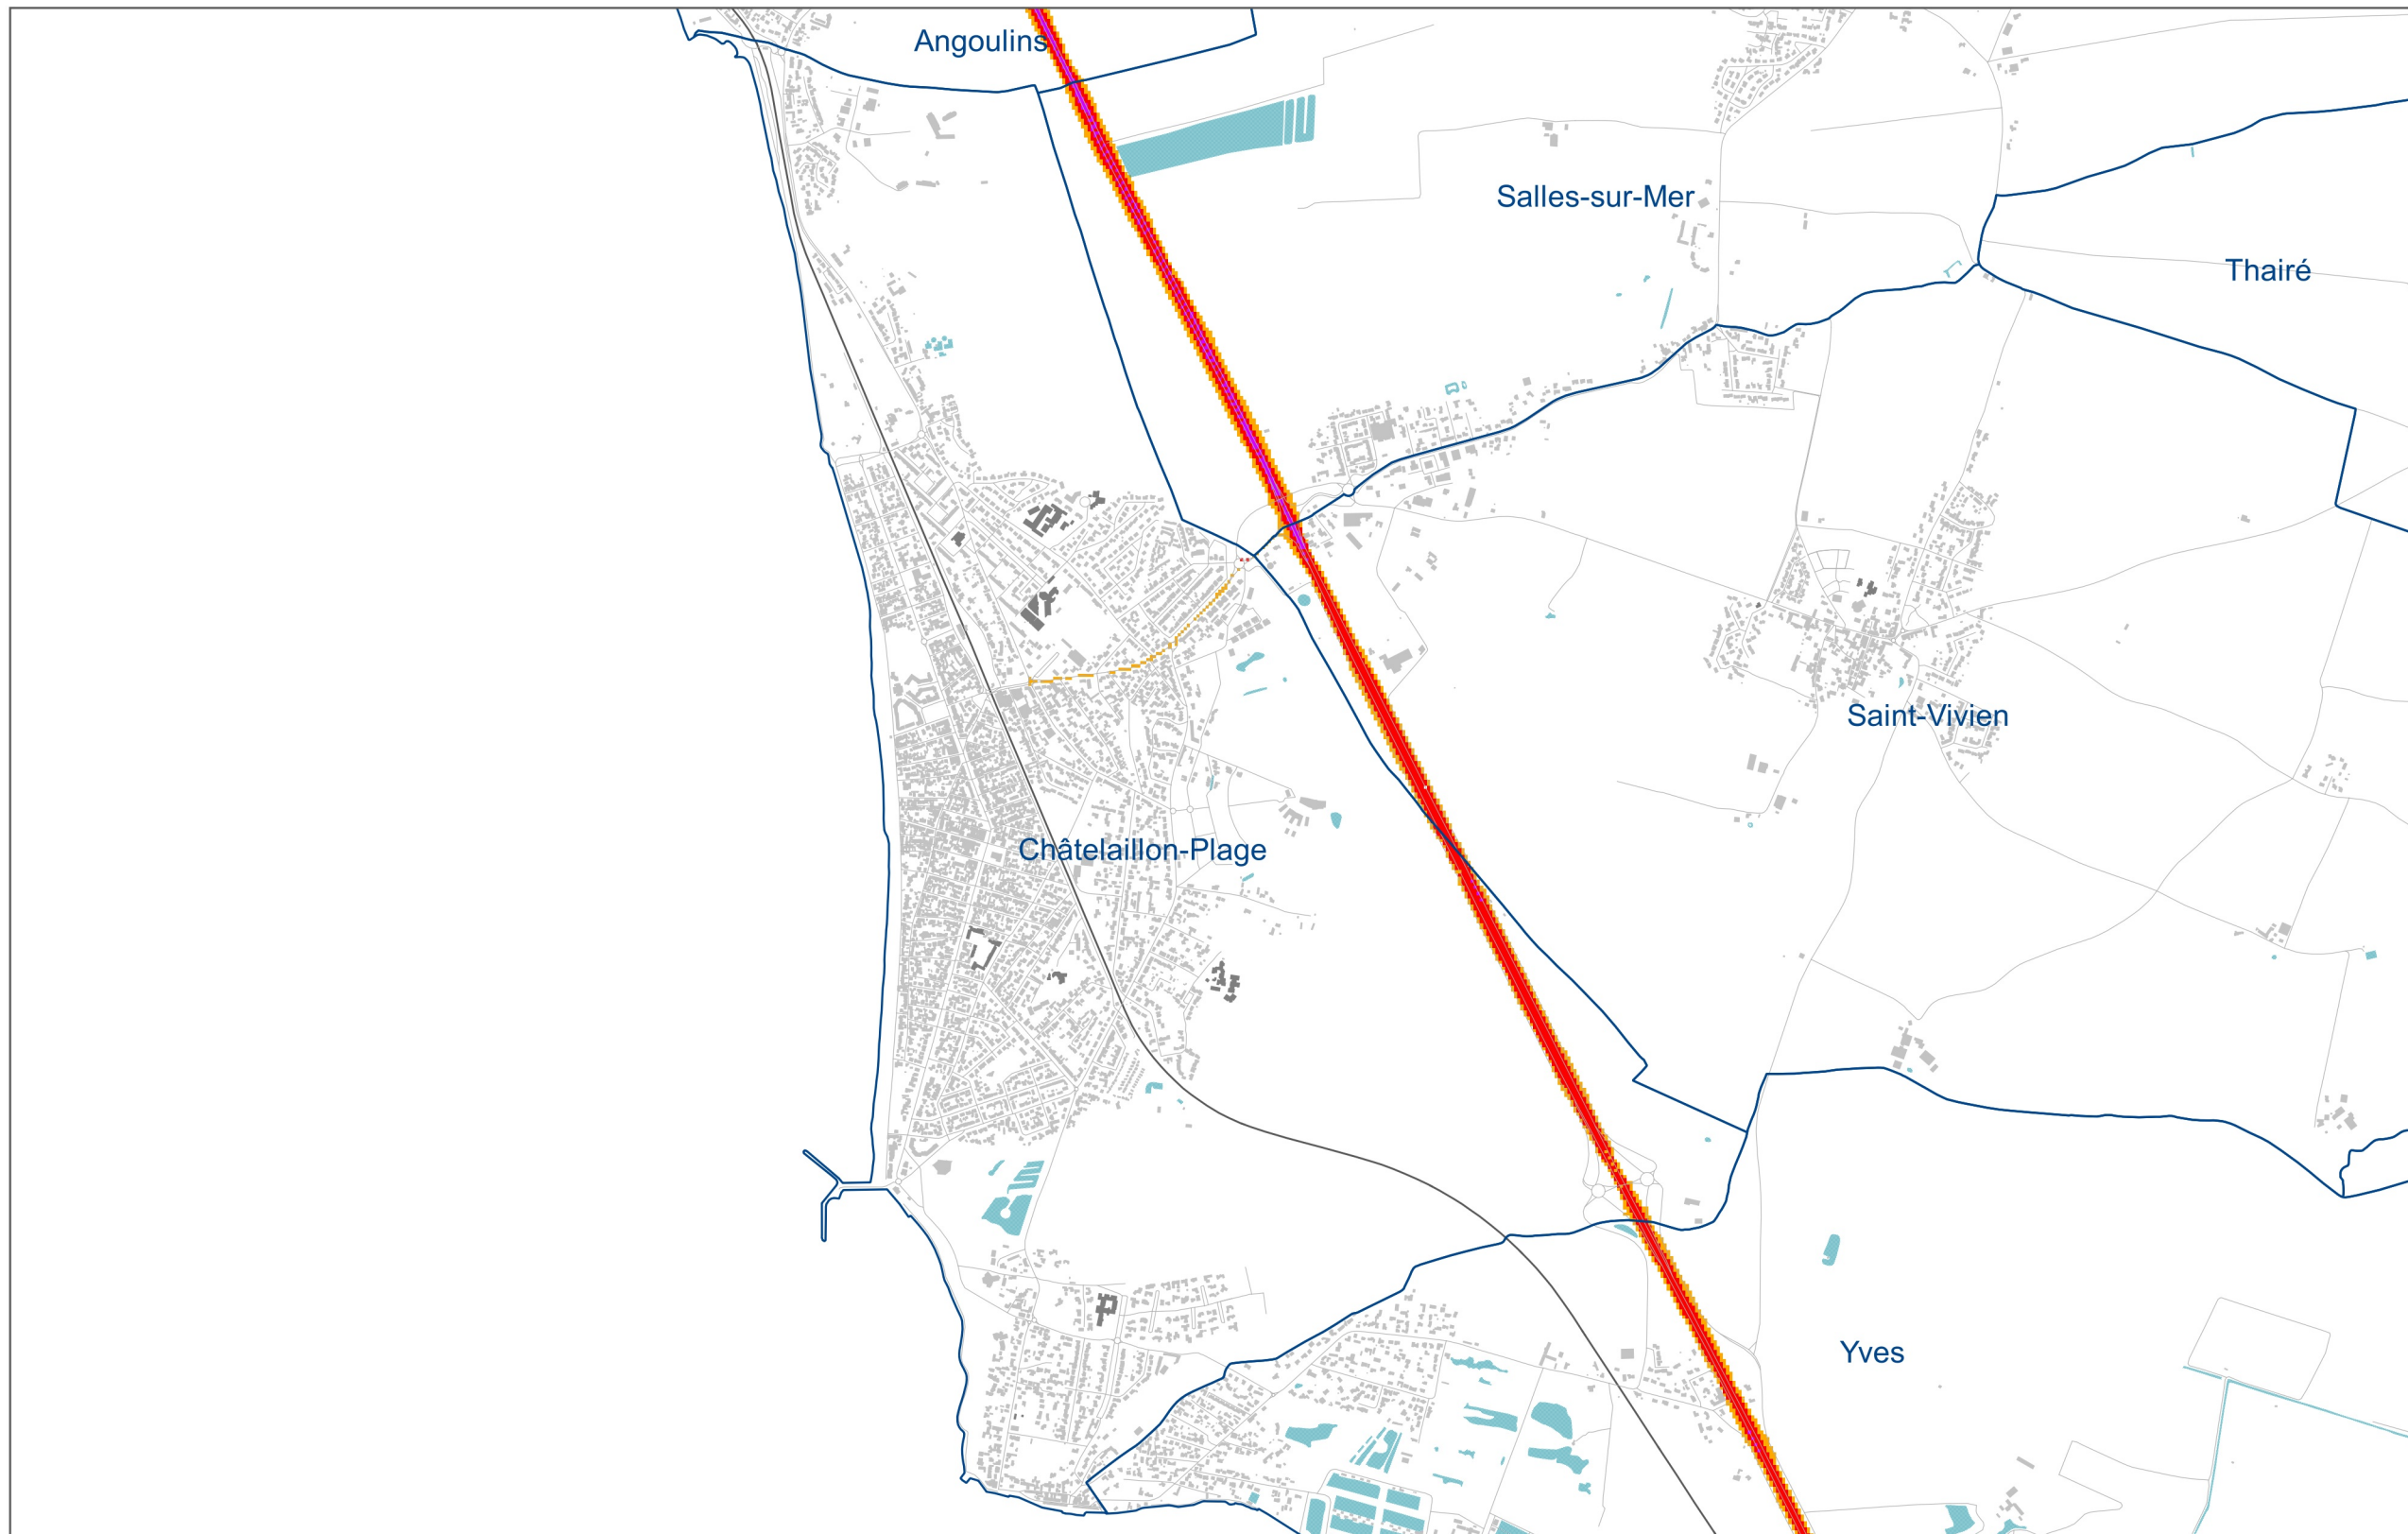 Angoulins
Salles-sur-Mer
Thairé
Saint-Vivien
Châtelaillon-Plage
Yves